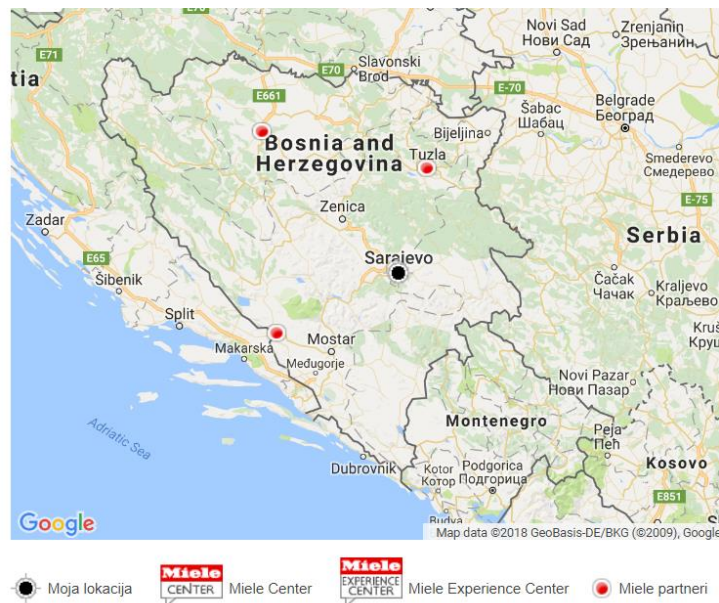 Novi Sad
Нови Сад
Zrenjanin
Зрењанин
E71
E70
Slavonski
Brod
E-70
tia
E661
Šabac
Шабац
Belgrade
Београд
Bosnia and
Herzegovina
Bijeljina
Tuzla
Smederevo
Смедерево
E-75
Zenica
Zadar
Serbia
E65
Sarajevo
Čačak
Чачак
Kraljevo
Краљево
Šibenik
Split
Makarska
Mostar
Međugorje
Kruš
Круш
Novi Pazar
Нови Пазар
Adriatic Sea
Montenegro
Peja
Пећ
Kosovo
Dubrovnik
Kotor
Котор
Podgorica
Подгорица
E851
Budva
Google
Map data ©2018 GeoBasis-DE/BKG (©2009), Google
Moja lokacija
Miele
CENTER
Miele Center
Miele
EXPERIENCE
CENTER
Miele Experience Center
Miele partneri